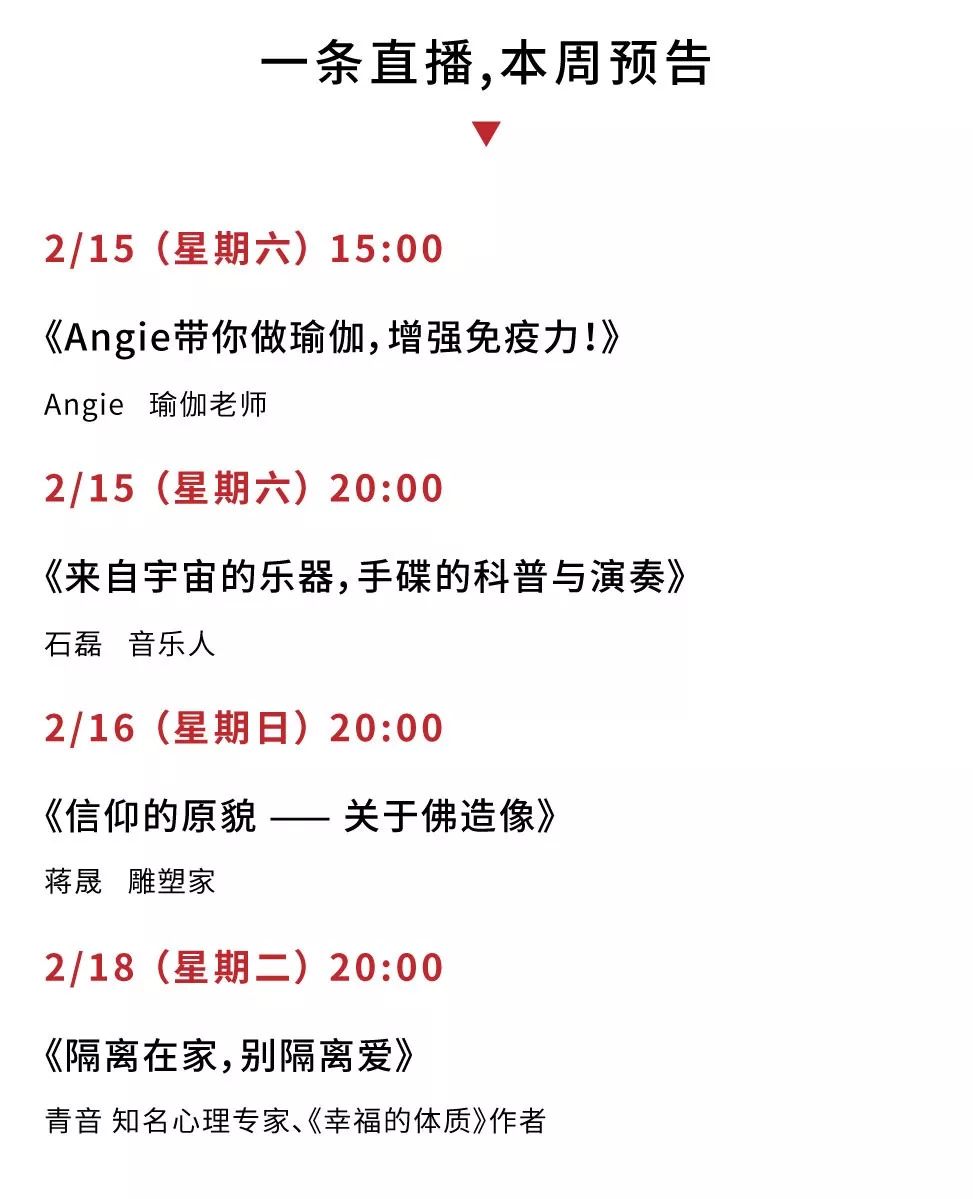 一条直播,本周预告
2/15（星期六）15:00
《Angie带你做瑜伽,增强免疫力!》
Angie 瑜伽老师
2/15（星期六）20:00
《来自宇宙的乐器,手碟的科普与演奏》
石磊 音乐人
2/16（星期日）20:00
《信仰的原貌 —— 关于佛造像》
蒋晟 雕塑家
2/18（星期二）20:00
《隔离在家,别隔离爱》
青音 知名心理专家、《幸福的体质》作者